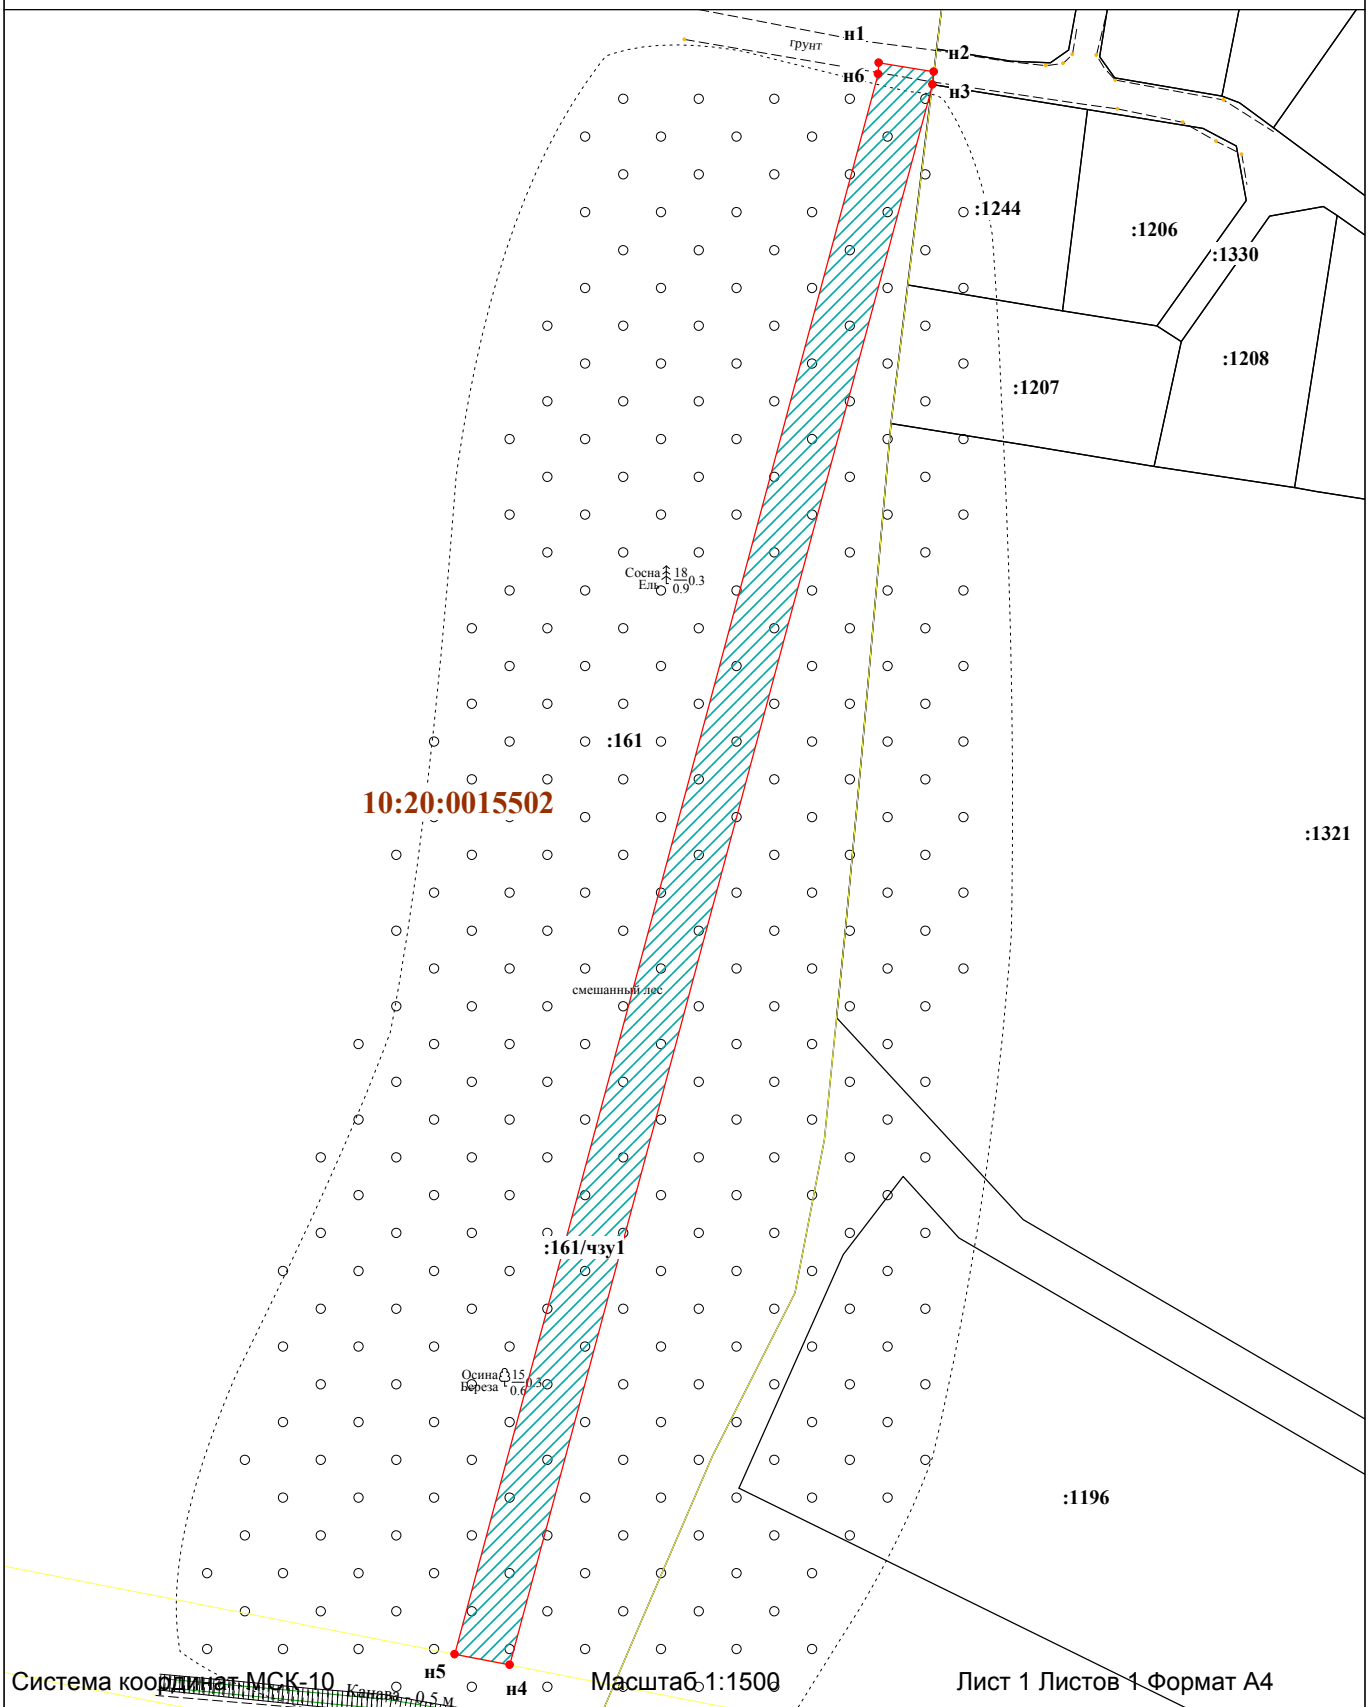 н1
грунт
н2
н6
н3
:1244
:1206
:1330
:1208
:1207
Сосна 18 0.3
Ель 0.9
:161
10:20:0015502
:1321
смешанный лес
:161/чзу1
Осина 15 0.3
Береза 0.6
:1196
н5
н4
Система координат МСК-10
Масштаб 1:1500
Лист 1 Листов 1 Формат А4
Канава - 0.5 м